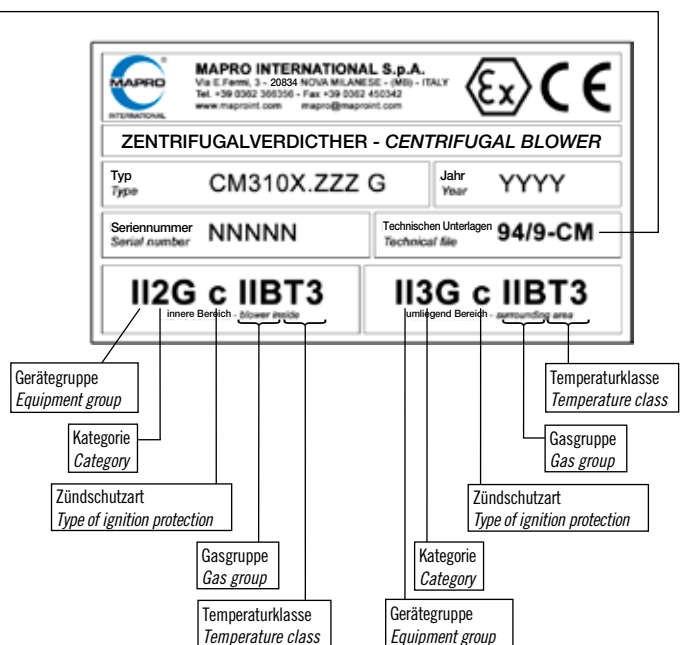 MAPRO
INTERNATIONAL
MAPRO INTERNATIONAL S.p.A.
Via E.Fermi, 3 - 20834 NOVA MILANESE - (MB) - ITALY
Tel. +39 0362 366356 - Fax +39 0362 450342
www.maproint.com mapro@maproint.com
Ex CE
ZENTRIFUGALVERDICTHER - CENTRIFUGAL BLOWER
Typ
Type
CM310X.ZZZ G
Jahr
Year
YYYY
Seriennummer
Serial number
NNNNN
Technischen Unterlagen
Technical file
94/9-CM
II2G c IIBT3
innere Bereich - blower inside
II3G c IIBT3
umliegend Bereich - surrounding area
Gerätegruppe
Equipment group
Kategorie
Category
Zündschutzart
Type of ignition protection
Gasgruppe
Gas group
Temperaturklasse
Temperature class
Temperaturklasse
Temperature class
Gasgruppe
Gas group
Zündschutzart
Type of ignition protection
Kategorie
Category
Gerätegruppe
Equipment group